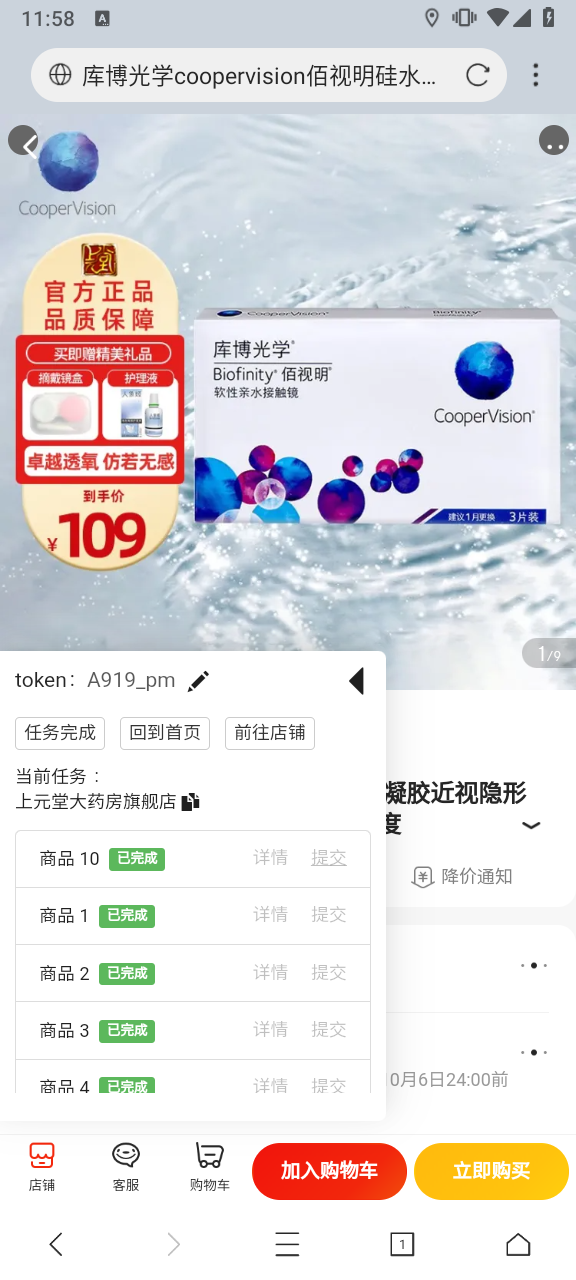 11:58
A
库博光学coopervision佰视明硅水...
CooperVision
官方正品
品质保障
买即赠精美礼品
摘戴镜盒 护理液
卓越透氧 仿若无感
到手价
¥109
CooperVision® Biofinity®
库博光学®
Biofinity® 佰视明®
软性亲水接触镜
CooperVision®
建议1月更换 3片装
1/9
token： A919_pm
任务完成 回到首页 前往店铺
当前任务：
上元堂大药房旗舰店
凝胶近视隐形
度
降价通知
商品 10 已完成 详情 提交
商品 1 已完成 详情 提交
商品 2 已完成 详情 提交
商品 3 已完成 详情 提交
商品 4 已完成 详情 提交
0月6日24:00前
店铺 客服 购物车 加入购物车 立即购买
1